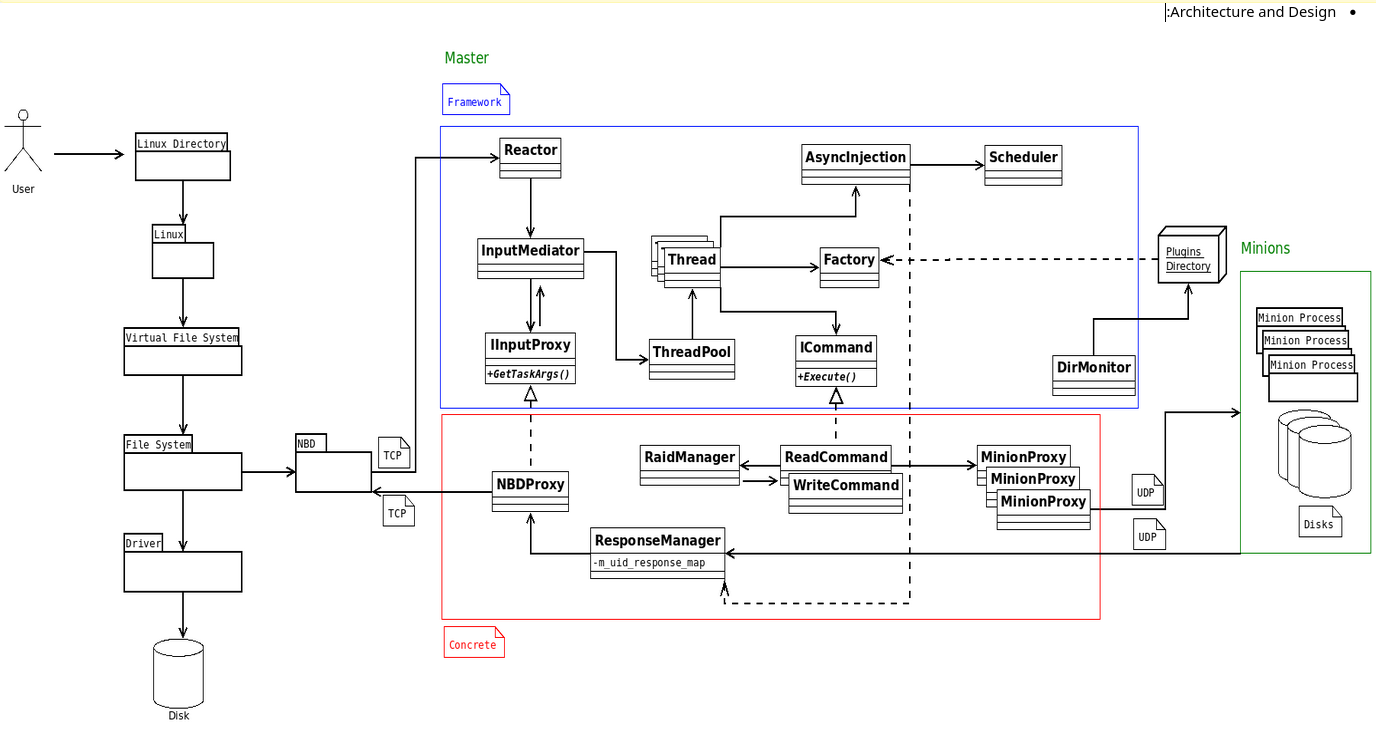 :Architecture and Design •
Master
Framework
User
Linux Directory
Reactor
AsyncInjection
Scheduler
Linux
InputMediator
Thread
Factory
Plugins
Directory
Minions
Virtual File System
IInputProxy
+GetTaskArgs()
ThreadPool
ICommand
+Execute()
DirMonitor
Minion Process
Minion Process
Minion Process
File System
NBD
TCP
TCP
NBDProxy
RaidManager
ReadCommand
WriteCommand
MinionProxy
MinionProxy
MinionProxy
UDP
UDP
Disks
Driver
ResponseManager
-m_uid_response_map
Concrete
Disk